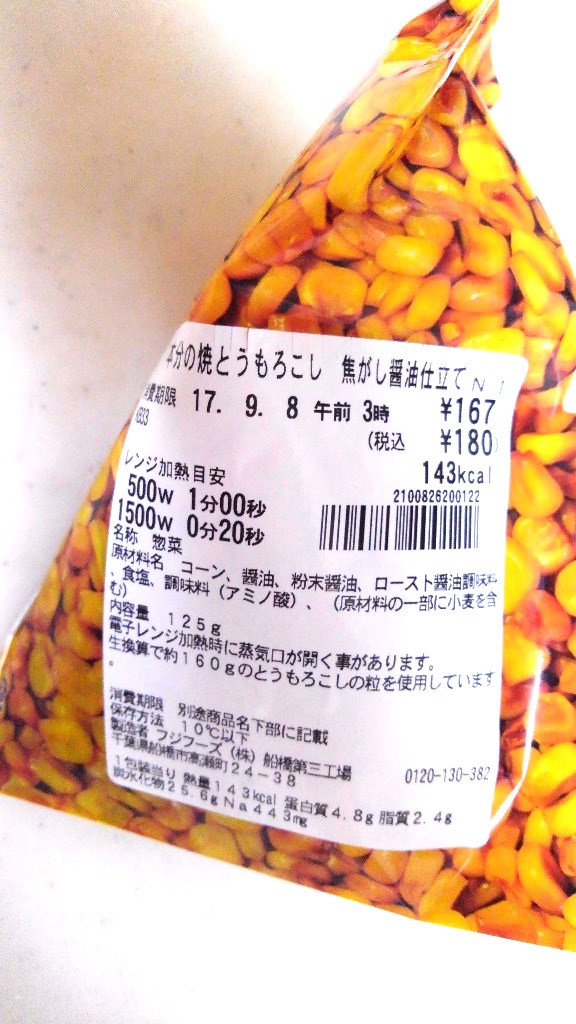 本分の焼とうもろこし 焦がし醤油仕立て N 1
消費期限 17. 9. 8 午前 3時 ¥167
K933 (税込 ¥180)
143kcal
レンジ加熱目安 2100826200122
500W 1分00秒
1500W 0分20秒
名称 惣菜
原材料名 コーン、醤油、粉末醤油、ロースト醤油調味料
、食塩、調味料(アミノ酸)、(原材料の一部に小麦を含
む)
内容量 125g
電子レンジ加熱時に蒸気口が開く事があります。
生換算で約160gのとうもろこしの粒を使用しています
。
消費期限 別途商品名下部に記載
保存方法 10℃以下
製造者 フジフーズ(株) 船橋第三工場
千葉県船橋市高瀬町24-38 0120-130-382
1包装当り 熱量143kcal 蛋白質4.8g 脂質2.4g
炭水化物25.6g Na443mg